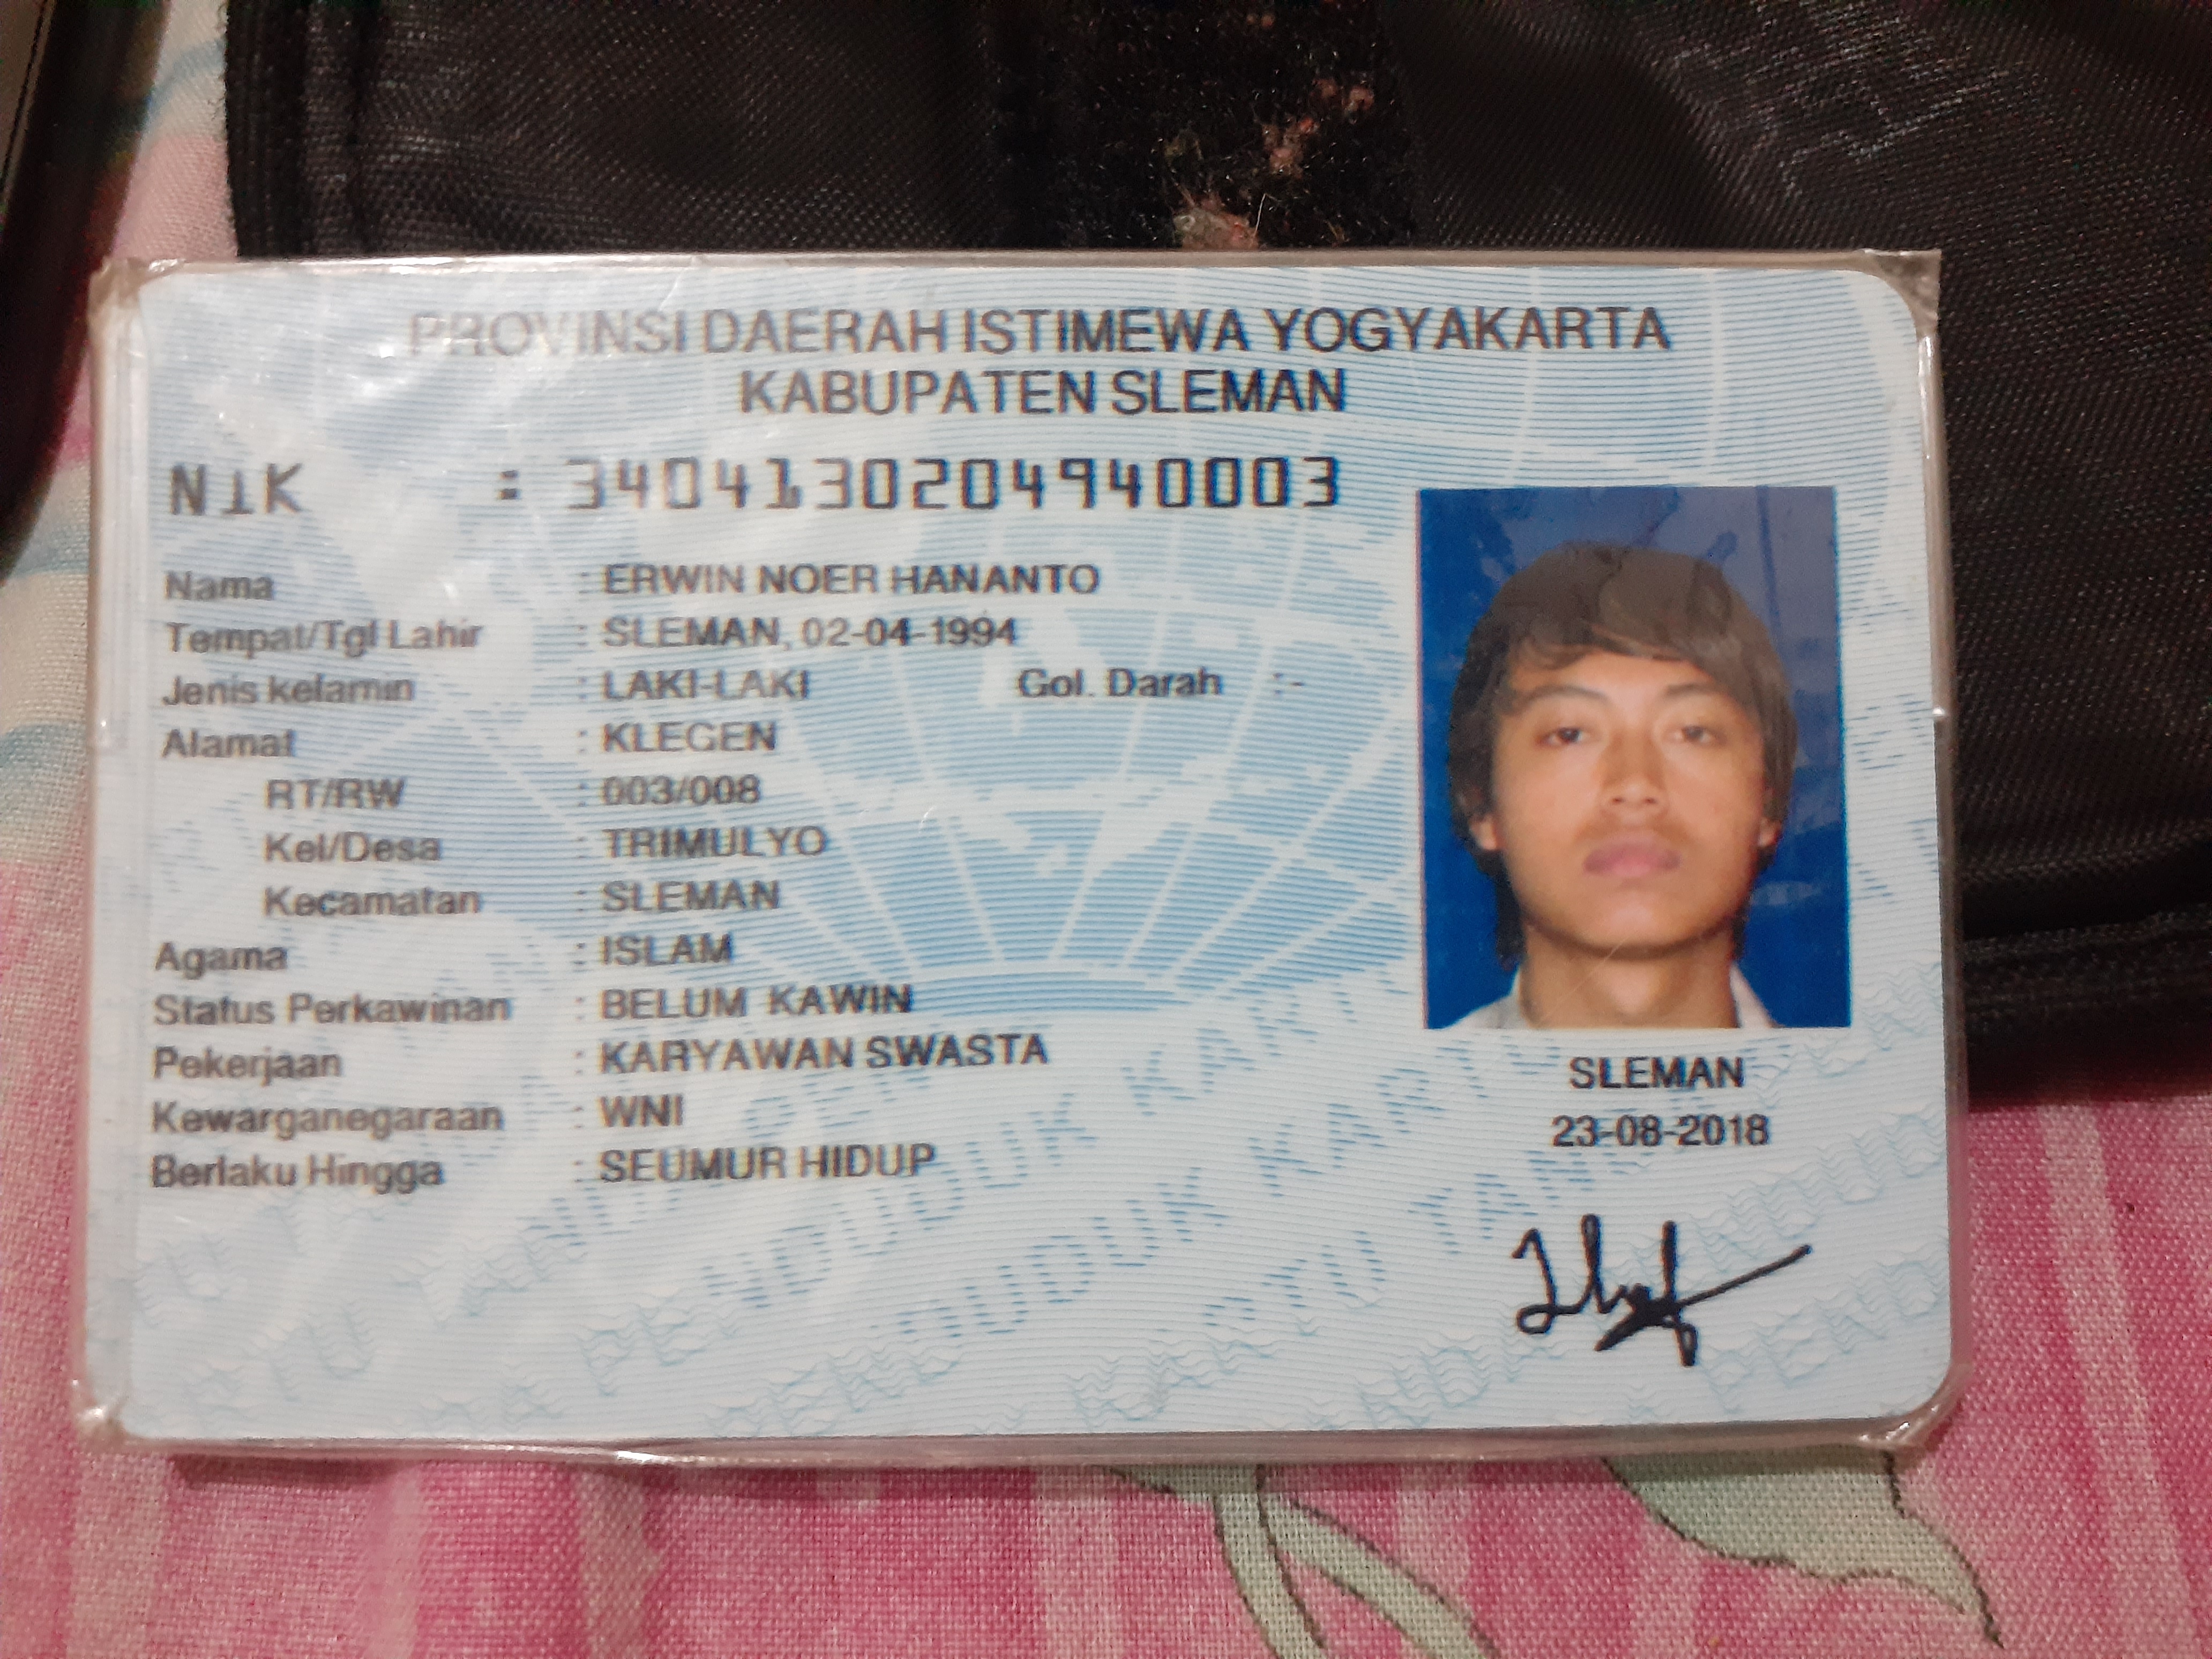 PROVINSI DAERAH ISTIMEWA YOGYAKARTA
KABUPATEN SLEMAN
NIK : 3404130204940003
Nama : ERWIN NOER HANANTO
Tempat/Tgl Lahir : SLEMAN, 02-04-1994
Jenis kelamin : LAKI-LAKI Gol. Darah :-
Alamat : KLEGEN
RT/RW : 003/008
Kel/Desa : TRIMULYO
Kecamatan : SLEMAN
Agama : ISLAM
Status Perkawinan : BELUM KAWIN
Pekerjaan : KARYAWAN SWASTA
Kewarganegaraan : WNI
Berlaku Hingga : SEUMUR HIDUP
SLEMAN
23-08-2018